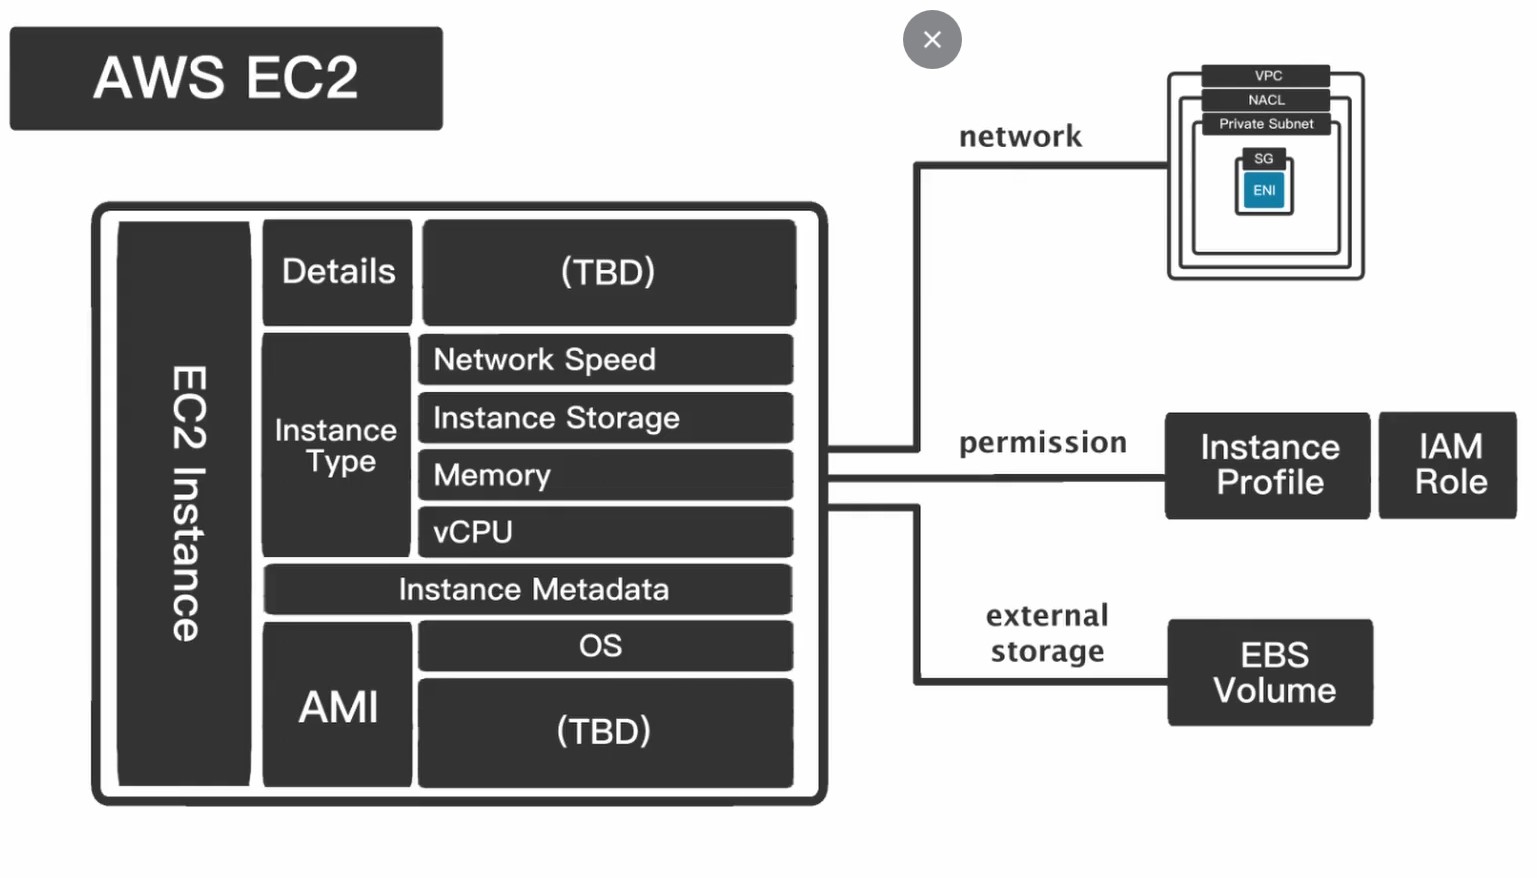 AWS EC2
EC2 Instance
Details
(TBD)
Instance
Type
Network Speed
Instance Storage
Memory
vCPU
Instance Metadata
AMI
OS
(TBD)
network
VPC
NACL
Private Subnet
SG
ENI
permission
Instance
Profile
IAM
Role
external
storage
EBS
Volume